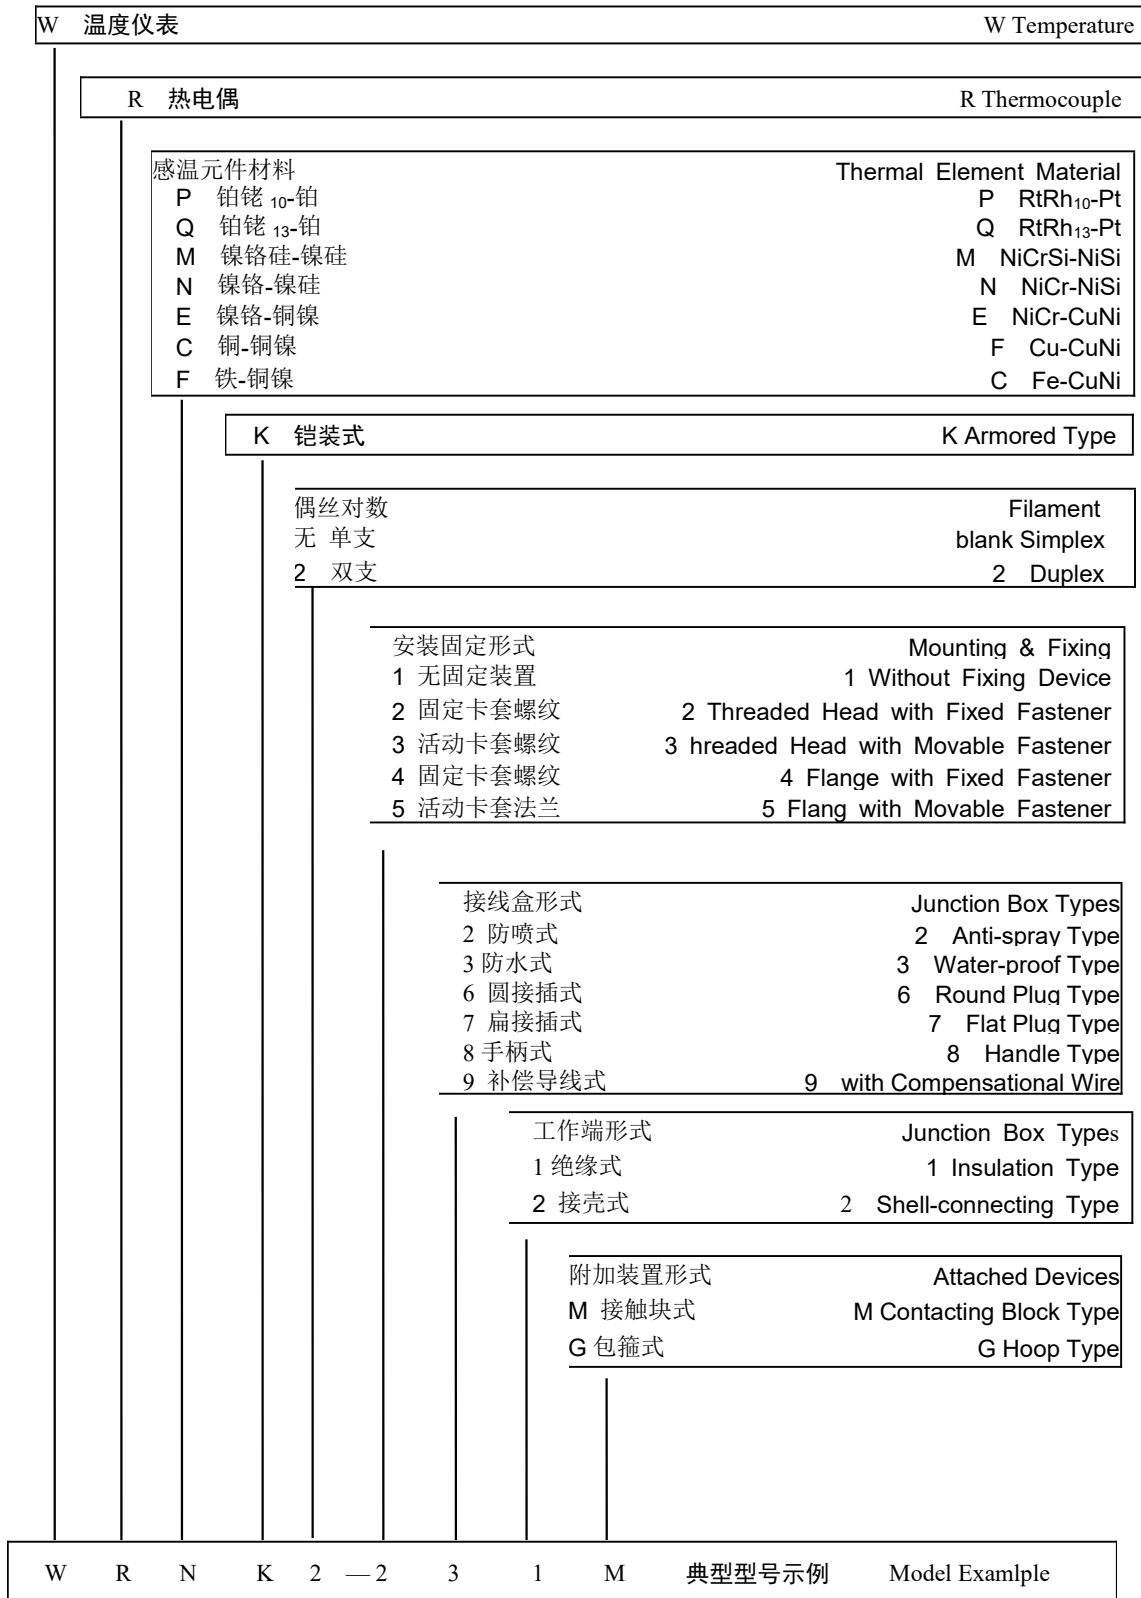 W 温度仪表 W Temperature
R 热电偶 R Thermocouple
感温元件材料 Thermal Element Material
P 铂铑 10-铂 P RtRh10-Pt
Q 铂铑 13-铂 Q RtRh13-Pt
M 镍铬硅-镍硅 M NiCrSi-NiSi
N 镍铬-镍硅 N NiCr-NiSi
E 镍铬-铜镍 E NiCr-CuNi
C 铜-铜镍 F Cu-CuNi
F 铁-铜镍 C Fe-CuNi
K 铠装式 K Armored Type
偶丝对数 Filament
无 单支 blank Simplex
2 双支 2 Duplex
安装固定形式 Mounting & Fixing
1 无固定装置 1 Without Fixing Device
2 固定卡套螺纹 2 Threaded Head with Fixed Fastener
3 活动卡套螺纹 3 hreaded Head with Movable Fastener
4 固定卡套螺纹 4 Flange with Fixed Fastener
5 活动卡套法兰 5 Flang with Movable Fastener
接线盒形式 Junction Box Types
2 防喷式 2 Anti-spray Type
3 防水式 3 Water-proof Type
6 圆接插式 6 Round Plug Type
7 扁接插式 7 Flat Plug Type
8 手柄式 8 Handle Type
9 补偿导线式 9 with Compensational Wire
工作端形式 Junction Box Types
1 绝缘式 1 Insulation Type
2 接壳式 2 Shell-connecting Type
附加装置形式 Attached Devices
M 接触块式 M Contacting Block Type
G 包箍式 G Hoop Type
W R N K 2 — 2 3 1 M 典型型号示例 Model Examlple